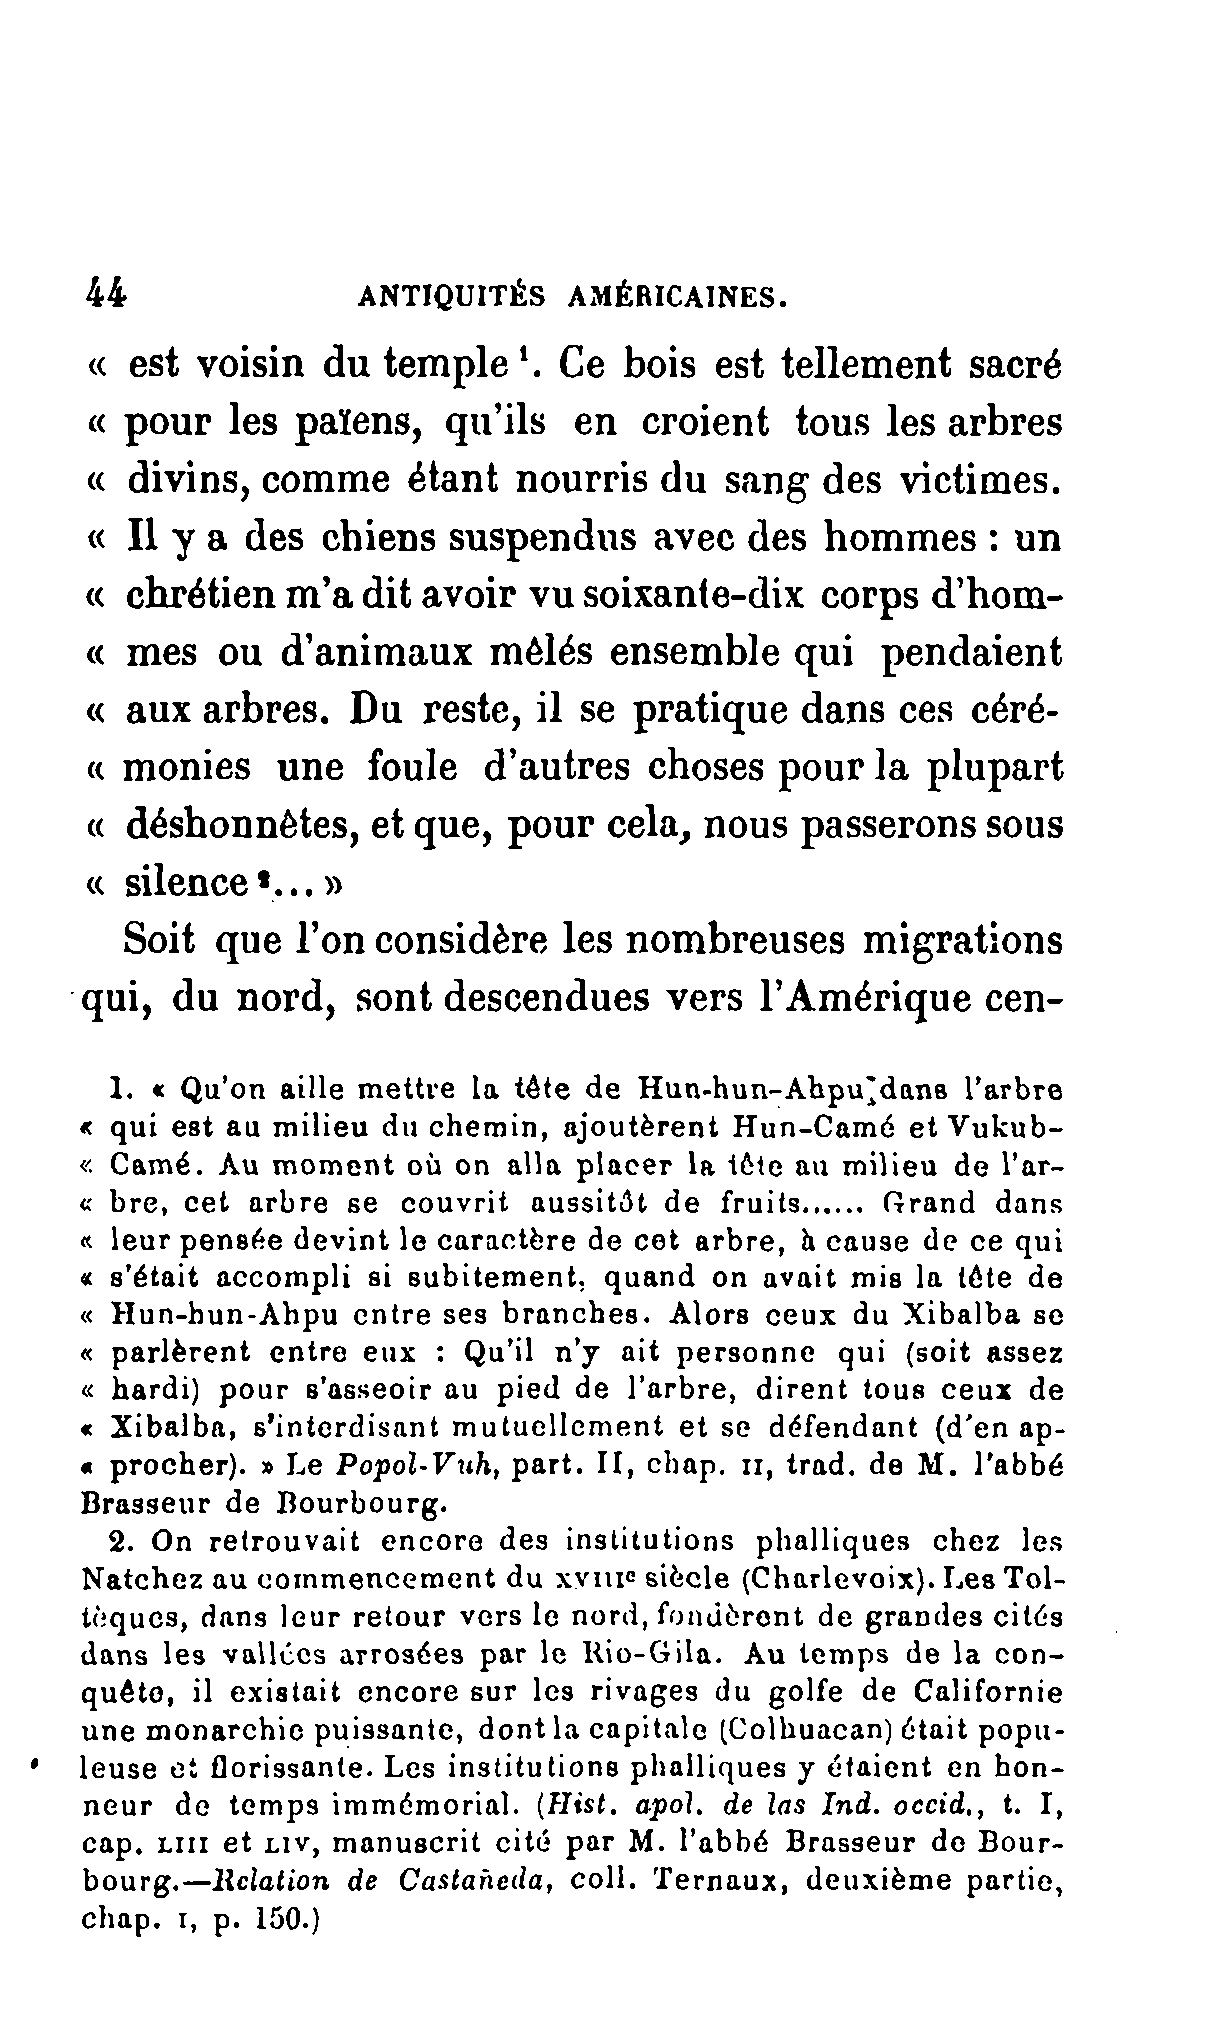 44 ANTIQUITÉS AMÉRICAINES.
« est voisin du temple ¹. Ce bois est tellement sacré
« pour les païens, qu'ils en croient tous les arbres
« divins, comme étant nourris du sang des victimes.
« Il y a des chiens suspendus avec des hommes : un
« chrétien m'a dit avoir vu soixante-dix corps d'hom-
« mes ou d'animaux mêlés ensemble qui pendaient
« aux arbres. Du reste, il se pratique dans ces céré-
« monies une foule d'autres choses pour la plupart
« déshonnêtes, et que, pour cela, nous passerons sous
« silence ²... »
Soit que l'on considère les nombreuses migrations
qui, du nord, sont descendues vers l'Amérique cen-
1. « Qu'on aille mettre la tête de Hun-hun-Ahpu dans l'arbre
« qui est au milieu du chemin, ajoutèrent Hun-Camé et Vukub-
« Camé. Au moment où on alla placer la tête au milieu de l'ar-
« bre, cet arbre se couvrit aussitôt de fruits...... Grand dans
« leur pensée devint le caractère de cet arbre, à cause de ce qui
« s'était accompli si subitement, quand on avait mis la tête de
« Hun-hun-Ahpu entre ses branches. Alors ceux du Xibalba se
« parlèrent entre eux : Qu'il n'y ait personne qui (soit assez
« hardi) pour s'asseoir au pied de l'arbre, dirent tous ceux de
« Xibalba, s'interdisant mutuellement et se défendant (d'en ap-
« procher). » Le Popol-Vuh, part. II, chap. II, trad. de M. l'abbé
Brasseur de Bourbourg.
2. On retrouvait encore des institutions phalliques chez les
Natchez au commencement du XVIIIe siècle (Charlevoix). Les Tol-
tèques, dans leur retour vers le nord, fondèrent de grandes cités
dans les vallées arrosées par le Rio-Gila. Au temps de la con-
quête, il existait encore sur les rivages du golfe de Californie
une monarchie puissante, dont la capitale (Colhuacan) était popu-
leuse et florissante. Les institutions phalliques y étaient en hon-
neur de temps immémorial. (Hist. apol. de las Ind. occid., t. I,
cap. LIII et LIV, manuscrit cité par M. l'abbé Brasseur de Bour-
bourg.—Relation de Castañeda, coll. Ternaux, deuxième partie,
chap. I, p. 150.)